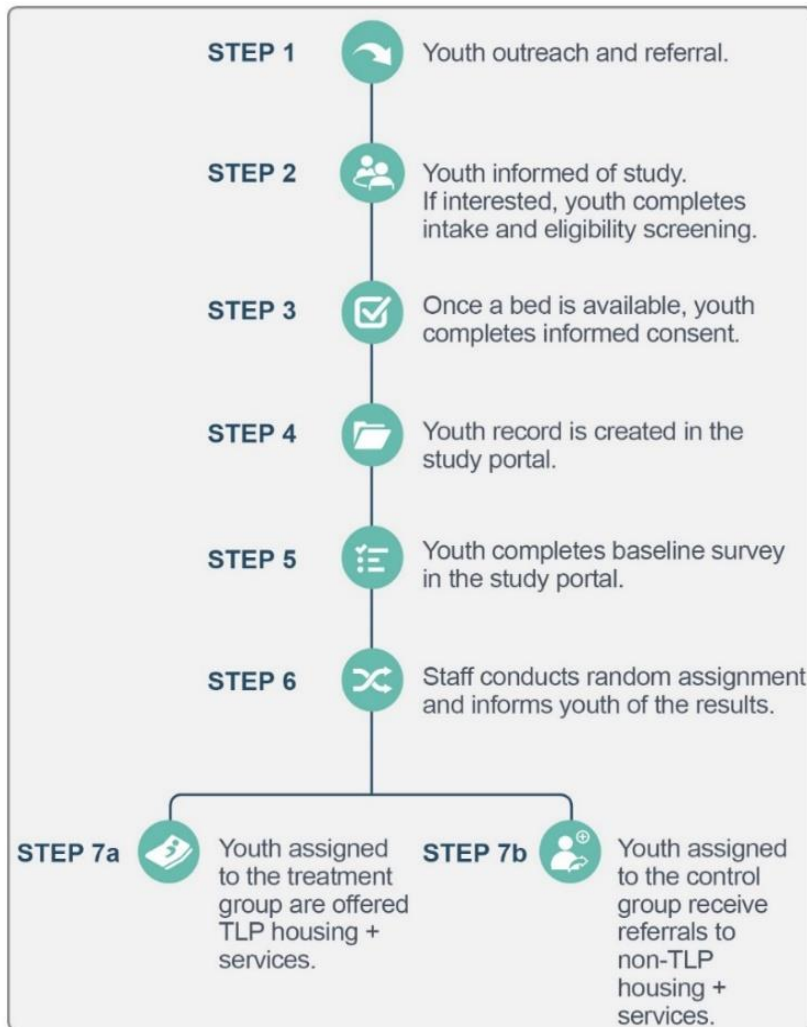 STEP 1
Youth outreach and referral.
STEP 2
Youth informed of study.
If interested, youth completes
intake and eligibility screening.
STEP 3
Once a bed is available, youth
completes informed consent.
STEP 4
Youth record is created in the
study portal.
STEP 5
Youth completes baseline survey
in the study portal.
STEP 6
Staff conducts random assignment
and informs youth of the results.
STEP 7a
Youth assigned
to the treatment
group are offered
TLP housing +
services.
STEP 7b
Youth assigned
to the control
group receive
referrals to
non-TLP
housing +
services.